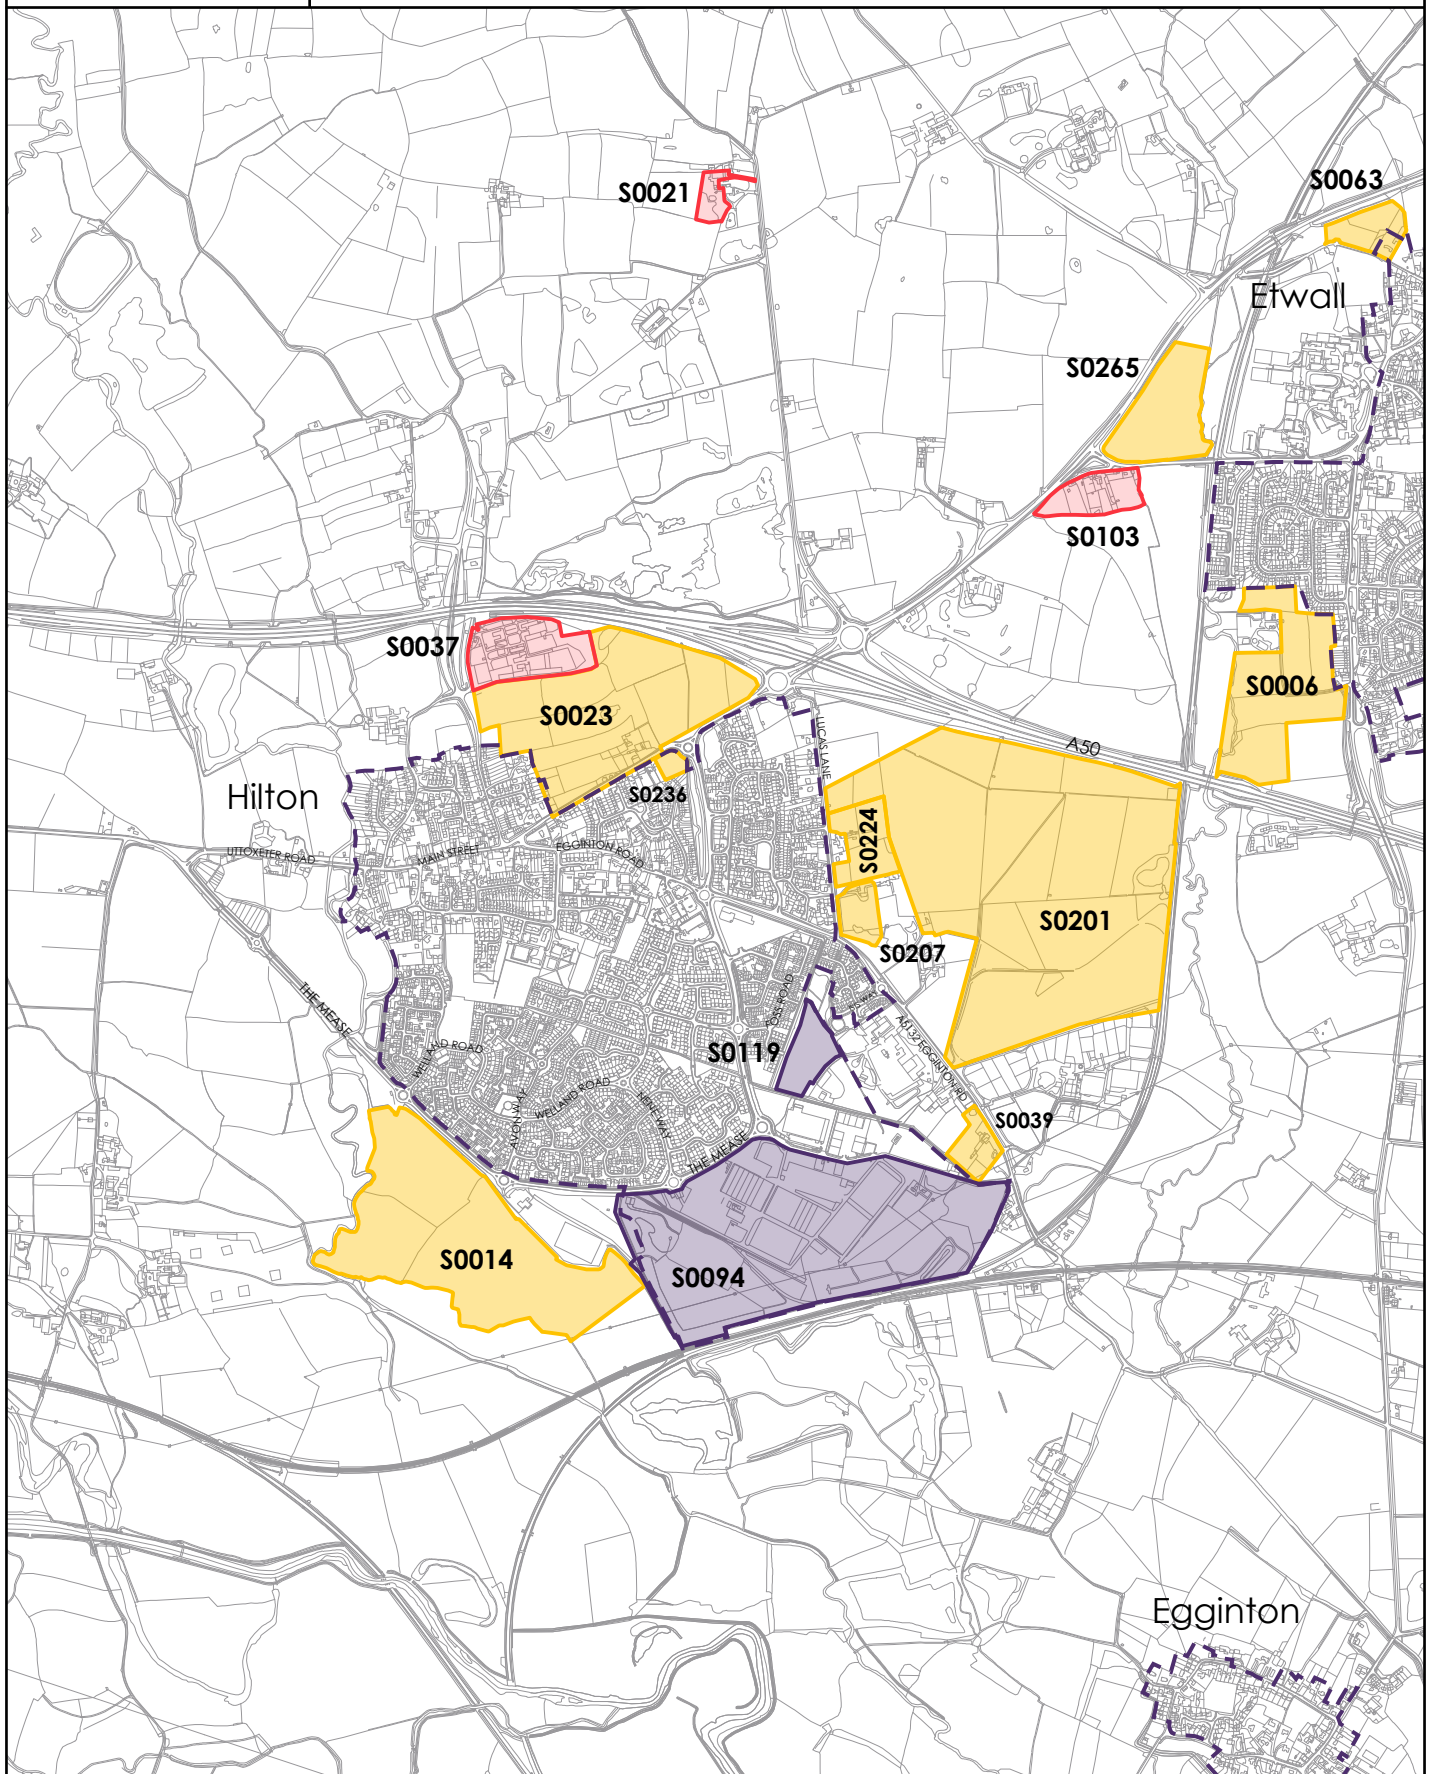 S0063
S0021
Etwall
S0265
S0103
S0037
S0006
S0023
LUCAS LANE
A50
Hilton
S0236
S0224
UTTOXETER ROAD
MAIN STREET
EGGINTON ROAD
S0201
S0207
THE MEASE
FOSS ROAD
A5132 EGGINTON RD
WELLAND ROAD
S0119
AVON WAY
WELLAND ROAD
NENE WAY
S0039
THE MEASE
S0014
S0094
Egginton